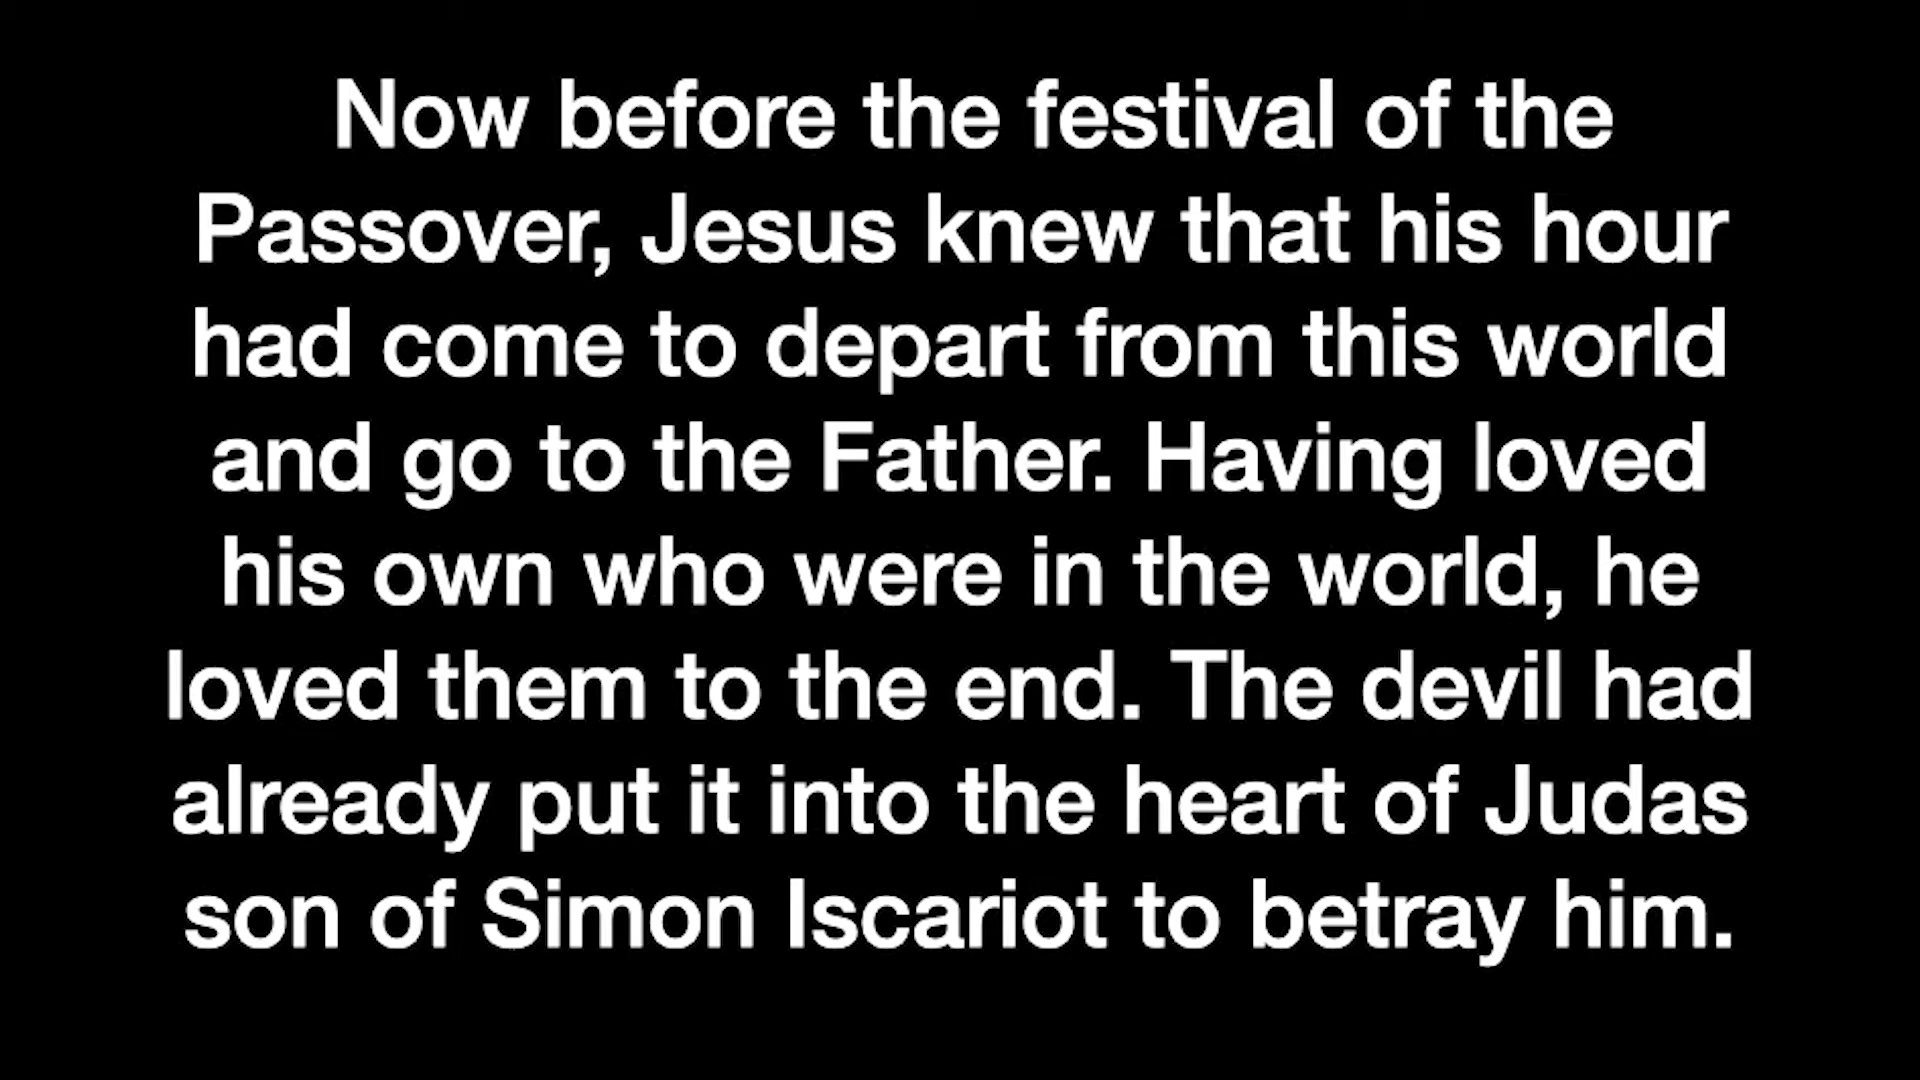 Now before the festival of the
Passover, Jesus knew that his hour
had come to depart from this world
and go to the Father. Having loved
his own who were in the world, he
loved them to the end. The devil had
already put it into the heart of Judas
son of Simon Iscariot to betray him.